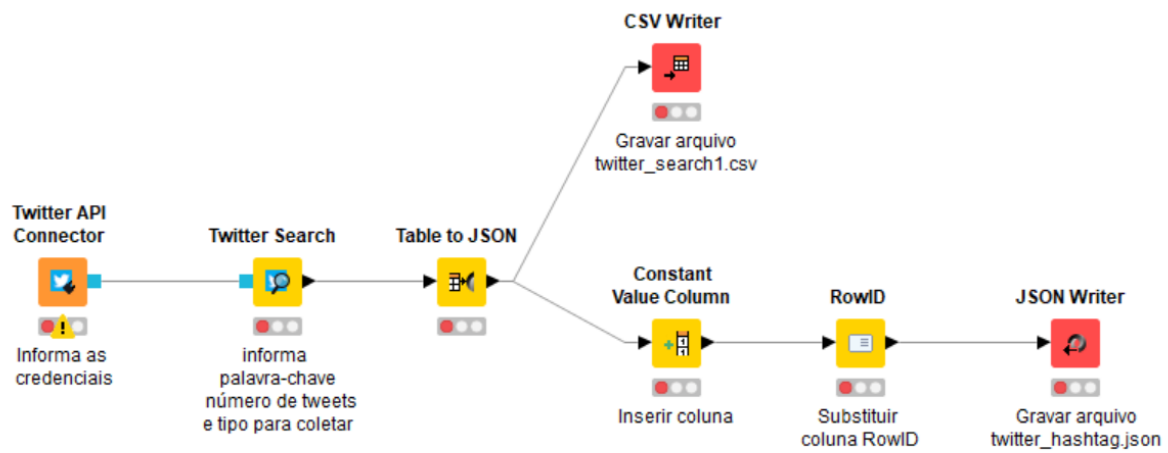 CSV Writer
Gravar arquivo
twitter_search1.csv
Twitter API
Connector
Informa as
credenciais
Twitter Search
informa
palavra-chave
número de tweets
e tipo para coletar
Table to JSON
Constant
Value Column
Inserir coluna
RowID
Substituir
coluna RowID
JSON Writer
Gravar arquivo
twitter_hashtag.json